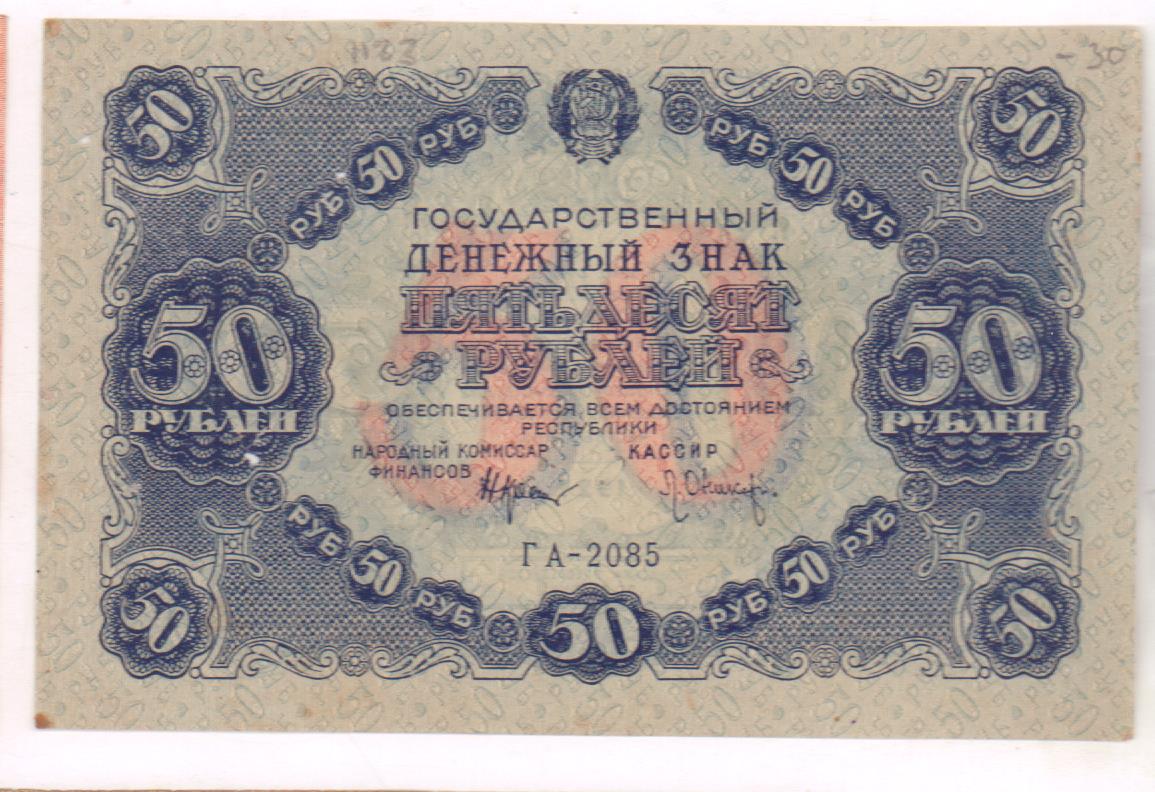 - 30
50
50
РУБ 50 РУБ
РУБ 50 РУБ
ГОСУДАРСТВЕННЫЙ
ДЕНЕЖНЫЙ ЗНАК
ПЯТЬДЕСЯТ
РУБЛЕЙ
50
РУБЛЕЙ
50
РУБЛЕЙ
ОБЕСПЕЧИВАЕТСЯ ВСЕМ ДОСТОЯНИЕМ
РЕСПУБЛИКИ
НАРОДНЫЙ КОМИССАР
ФИНАНСОВ
КАССИР
ГА-2085
РУБ 50 РУБ
50
РУБ 50 РУБ
50
50